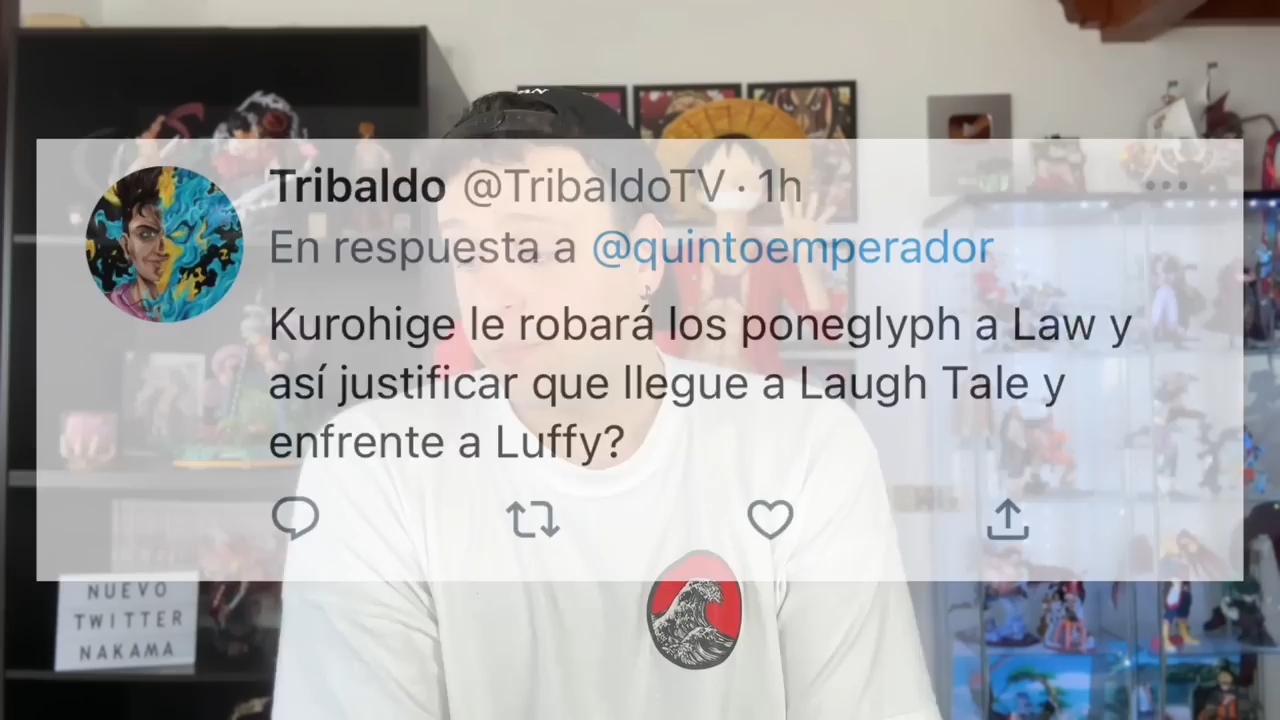 Tribaldo @TribaldoTV · 1h
En respuesta a @quintoemperador
Kurohige le robará los poneglyph a Law y
así justificar que llegue a Laugh Tale y
enfrente a Luffy?
NUEVO
TWITTER
NAKAMA